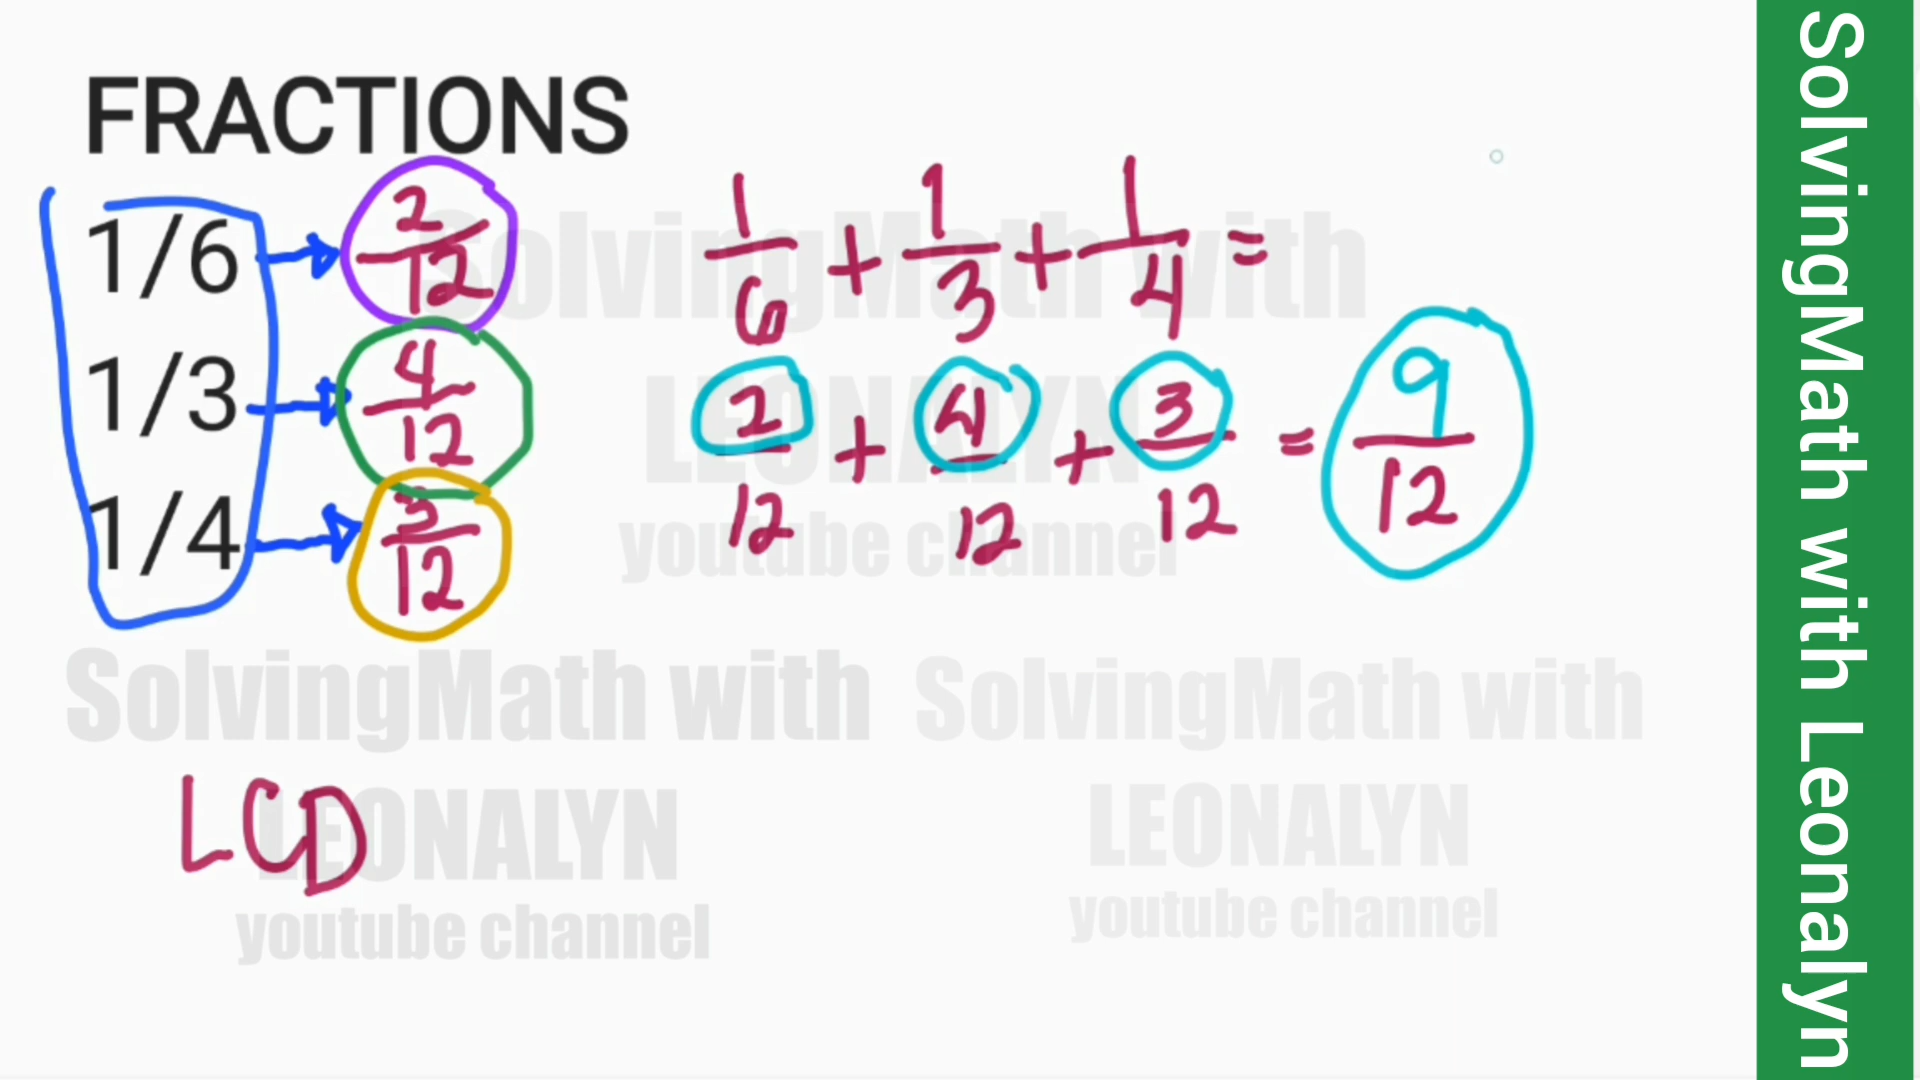 FRACTIONS
1/6 → 2/12
1/3 → 4/12
1/4 → 3/12
1/6 + 1/3 + 1/4 =
2/12 + 4/12 + 3/12 = 9/12
LCD
SolvingMath with
LEONALYN
youtube channel
SolvingMath with
LEONALYN
youtube channel
SolvingMath with
LEONALYN
youtube channel
SolvingMath with Leonalyn